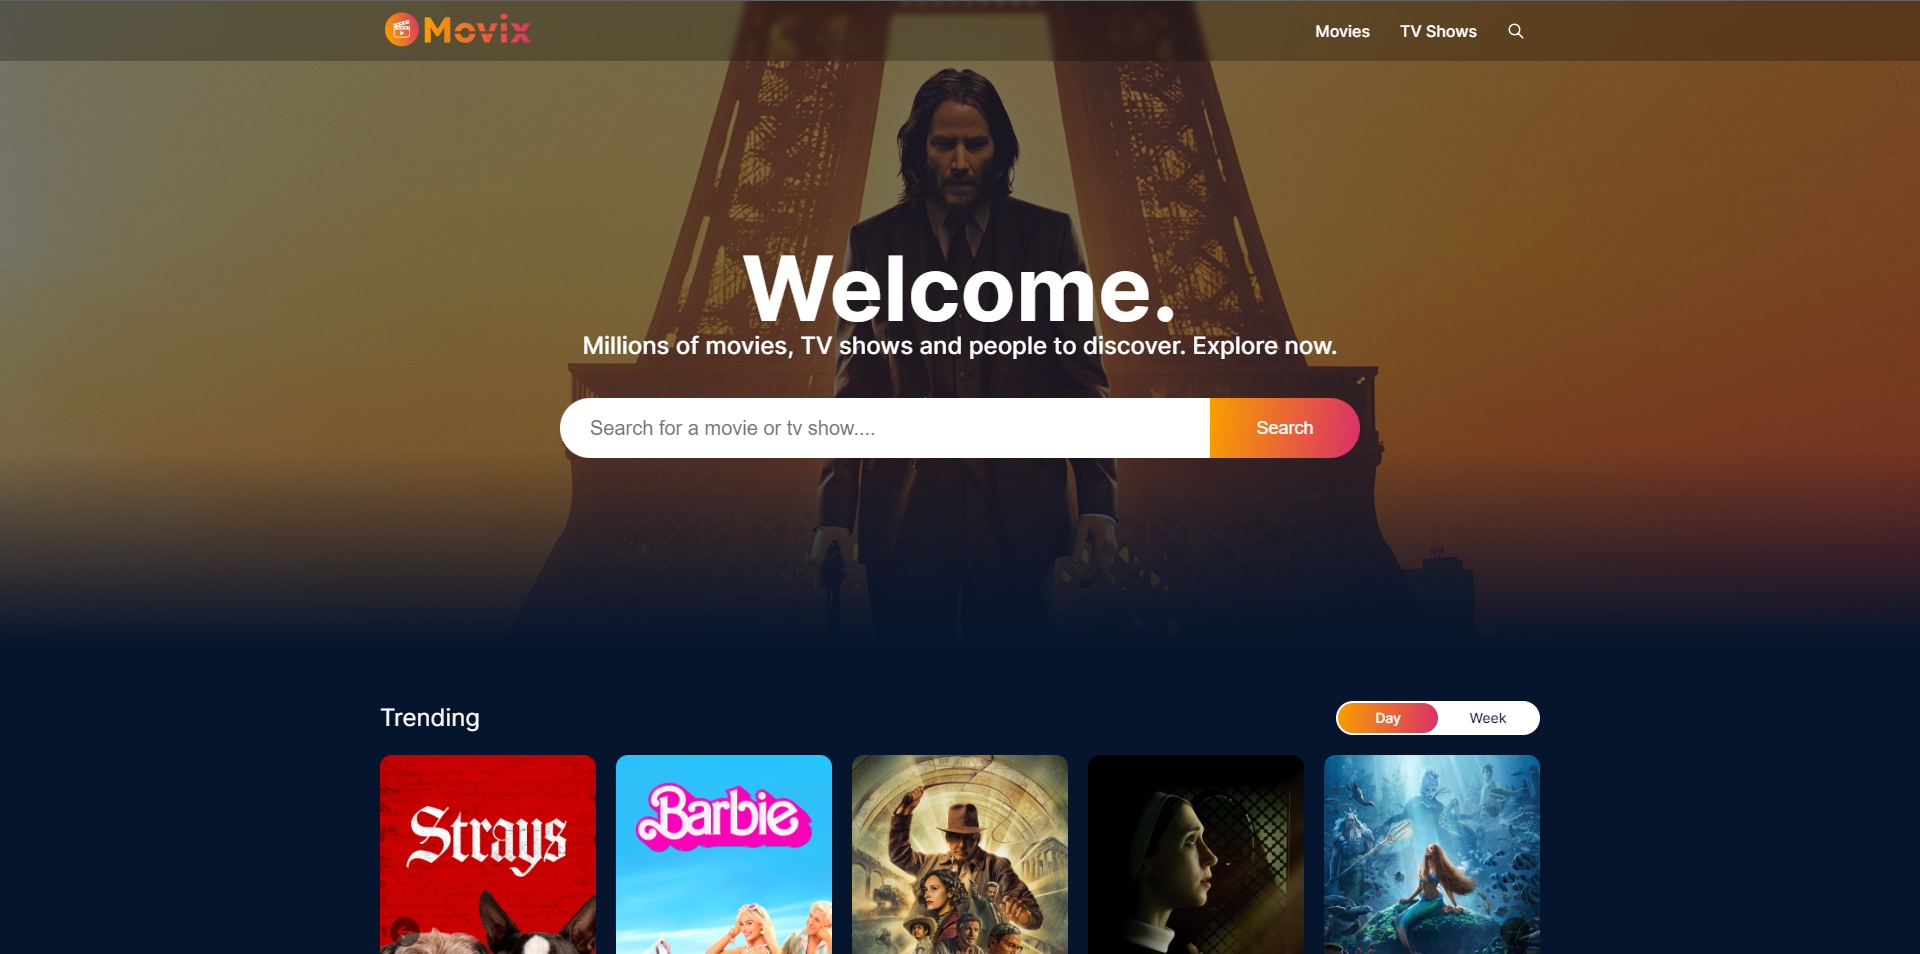 Movix
Movies
TV Shows
Welcome.
Millions of movies, TV shows and people to discover. Explore now.
Search for a movie or tv show....
Search
Trending
Day
Week
Strays
Barbie